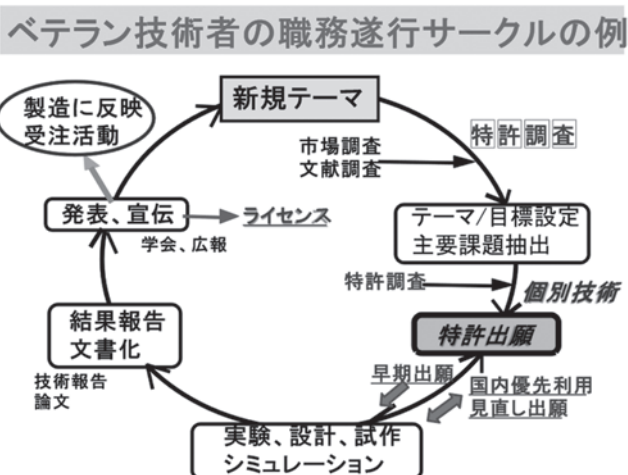 ベテラン技術者の職務遂行サークルの例
新規テーマ
製造に反映
受注活動
市場調査
文献調査
特許調査
発表、宣伝
ライセンス
学会、広報
テーマ/目標設定
主要課題抽出
特許調査
個別技術
特許出願
結果報告
文書化
技術報告
論文
早期出願
国内優先利用
見直し出願
実験、設計、試作
シミュレーション